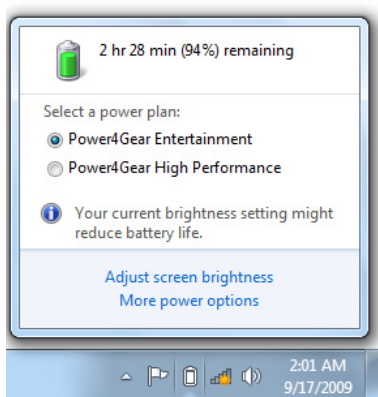 2 hr 28 min (94%) remaining
Select a power plan:
Power4Gear Entertainment
Power4Gear High Performance
Your current brightness setting might
reduce battery life.
Adjust screen brightness
More power options
2:01 AM
9/17/2009